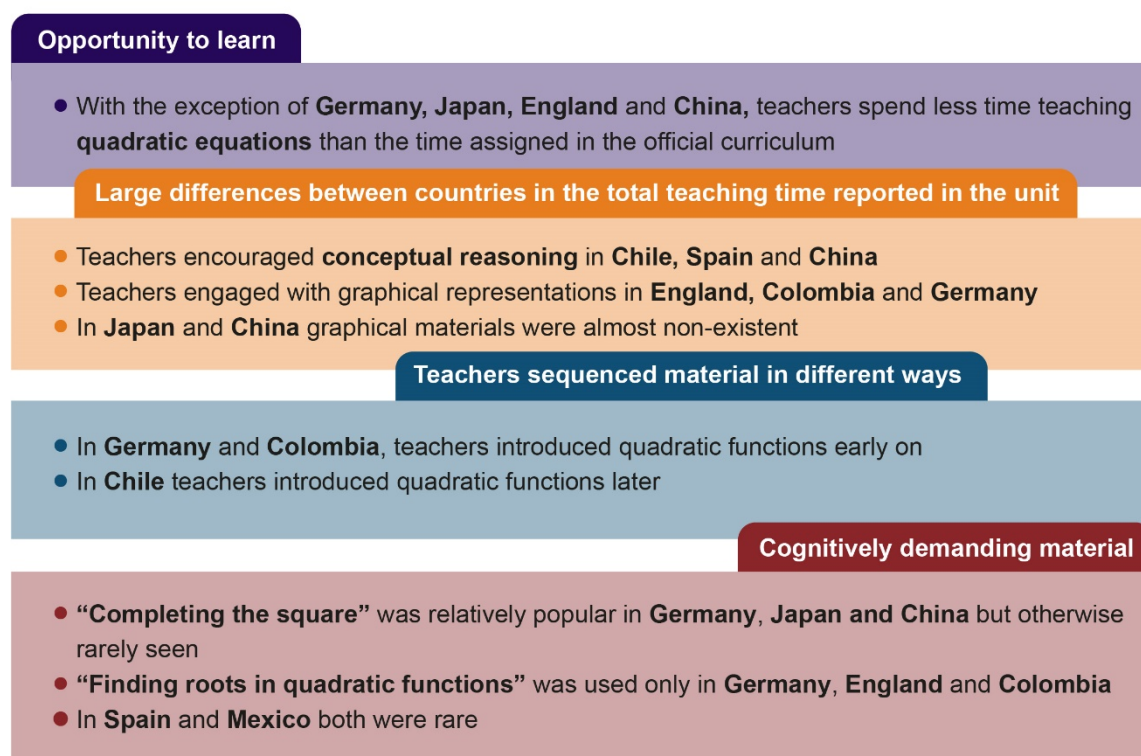 Opportunity to learn
● With the exception of Germany, Japan, England and China, teachers spend less time teaching
quadratic equations than the time assigned in the official curriculum
Large differences between countries in the total teaching time reported in the unit
● Teachers encouraged conceptual reasoning in Chile, Spain and China
● Teachers engaged with graphical representations in England, Colombia and Germany
● In Japan and China graphical materials were almost non-existent
Teachers sequenced material in different ways
● In Germany and Colombia, teachers introduced quadratic functions early on
● In Chile teachers introduced quadratic functions later
Cognitively demanding material
● “Completing the square” was relatively popular in Germany, Japan and China but otherwise
rarely seen
● “Finding roots in quadratic functions” was used only in Germany, England and Colombia
● In Spain and Mexico both were rare